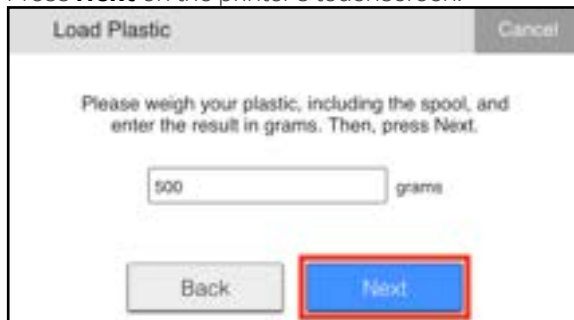 Press Next on the printer's touchscreen.
Load Plastic
Cancel
Please weigh your plastic, including the spool, and
enter the result in grams. Then, press Next.
500
grams
Back
Next